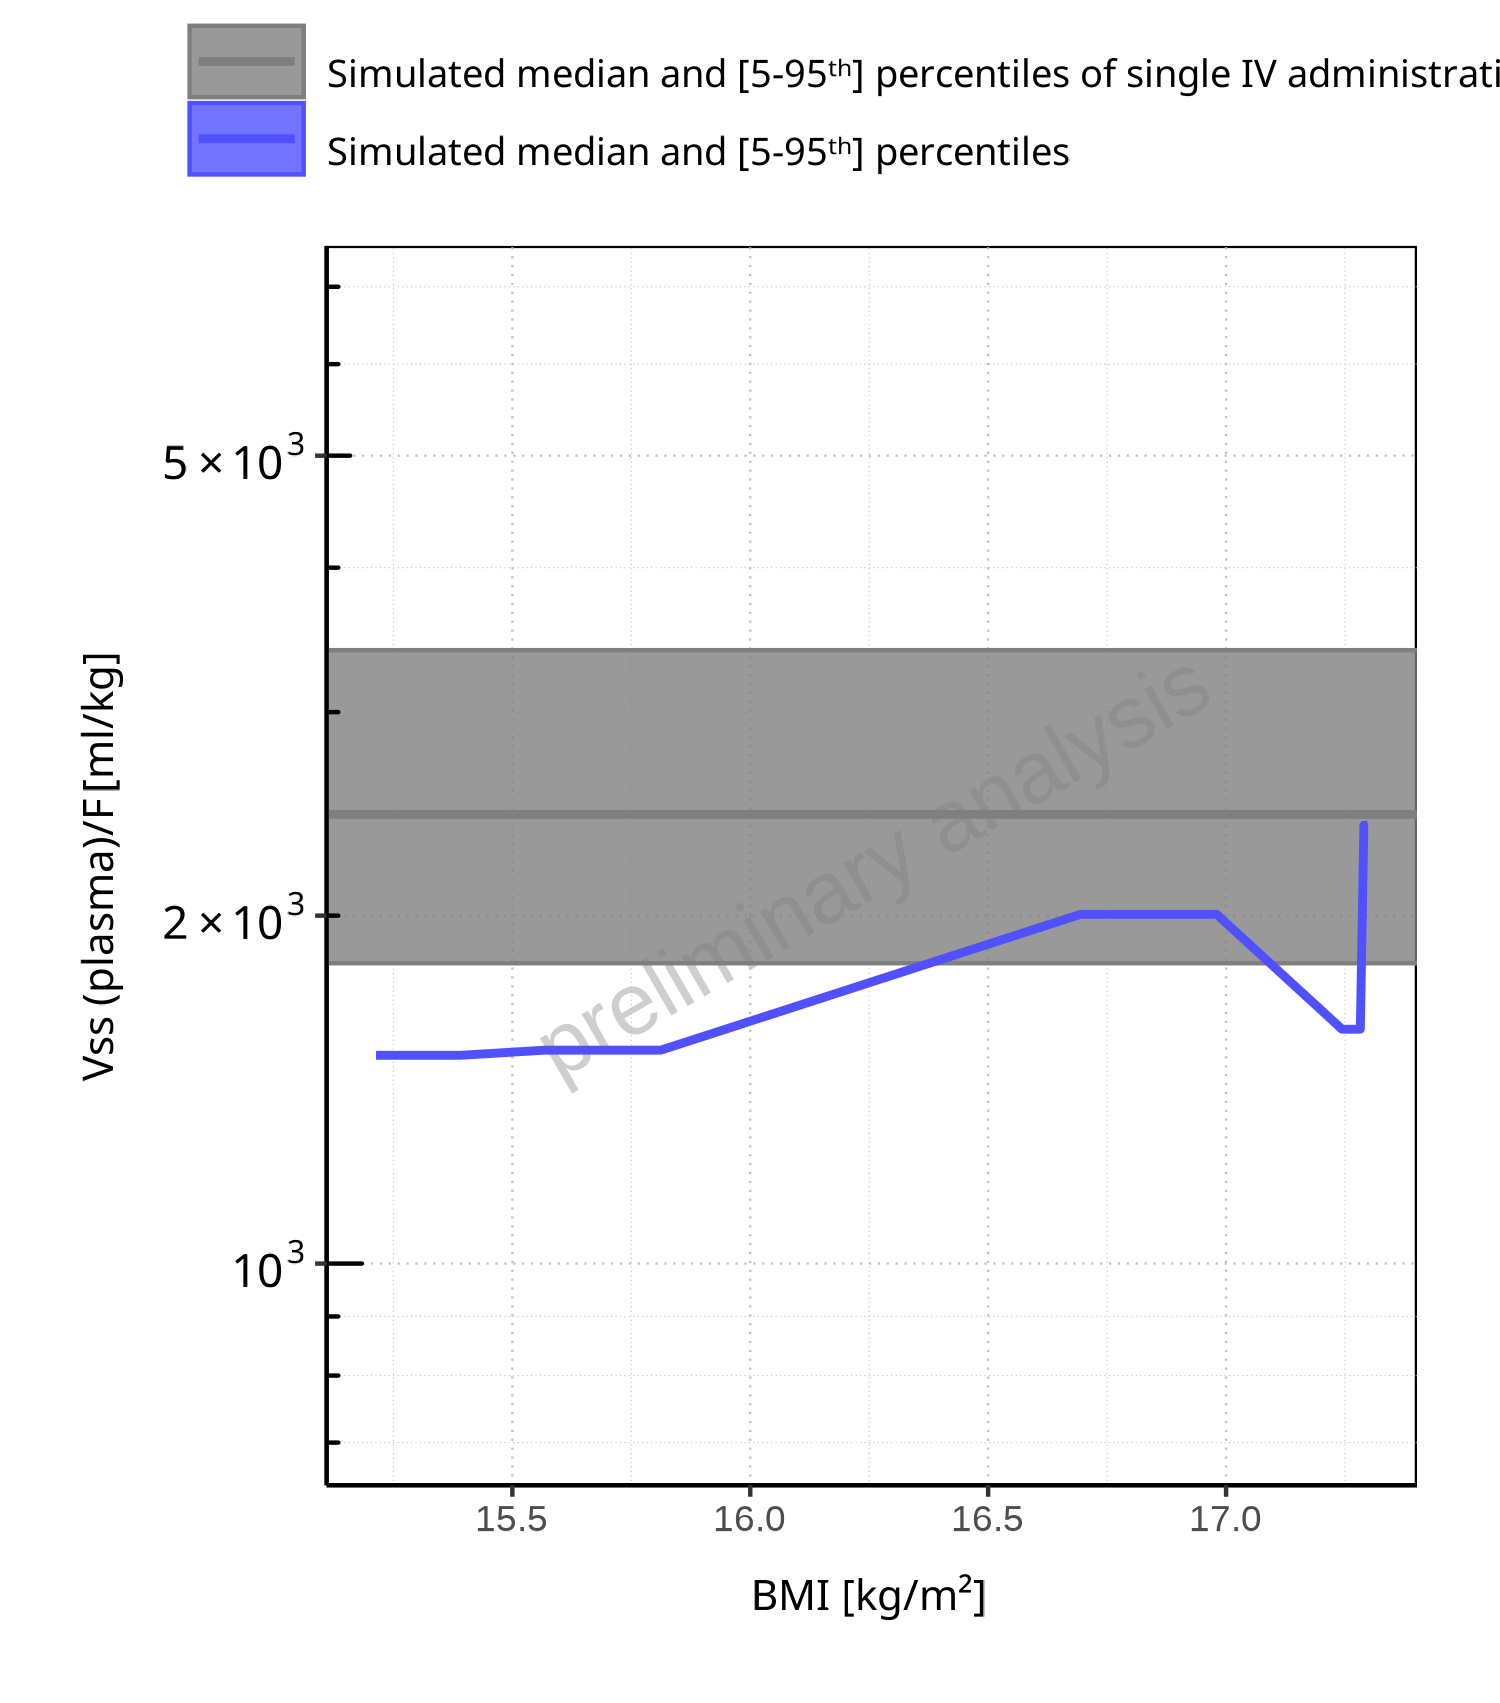 Simulated median and [5-95ᵗʰ] percentiles of single IV administrati
Simulated median and [5-95ᵗʰ] percentiles
5 × 10³
2 × 10³
10³
Vss (plasma)/F [ml/kg]
preliminary analysis
15.5 16.0 16.5 17.0
BMI [kg/m²]